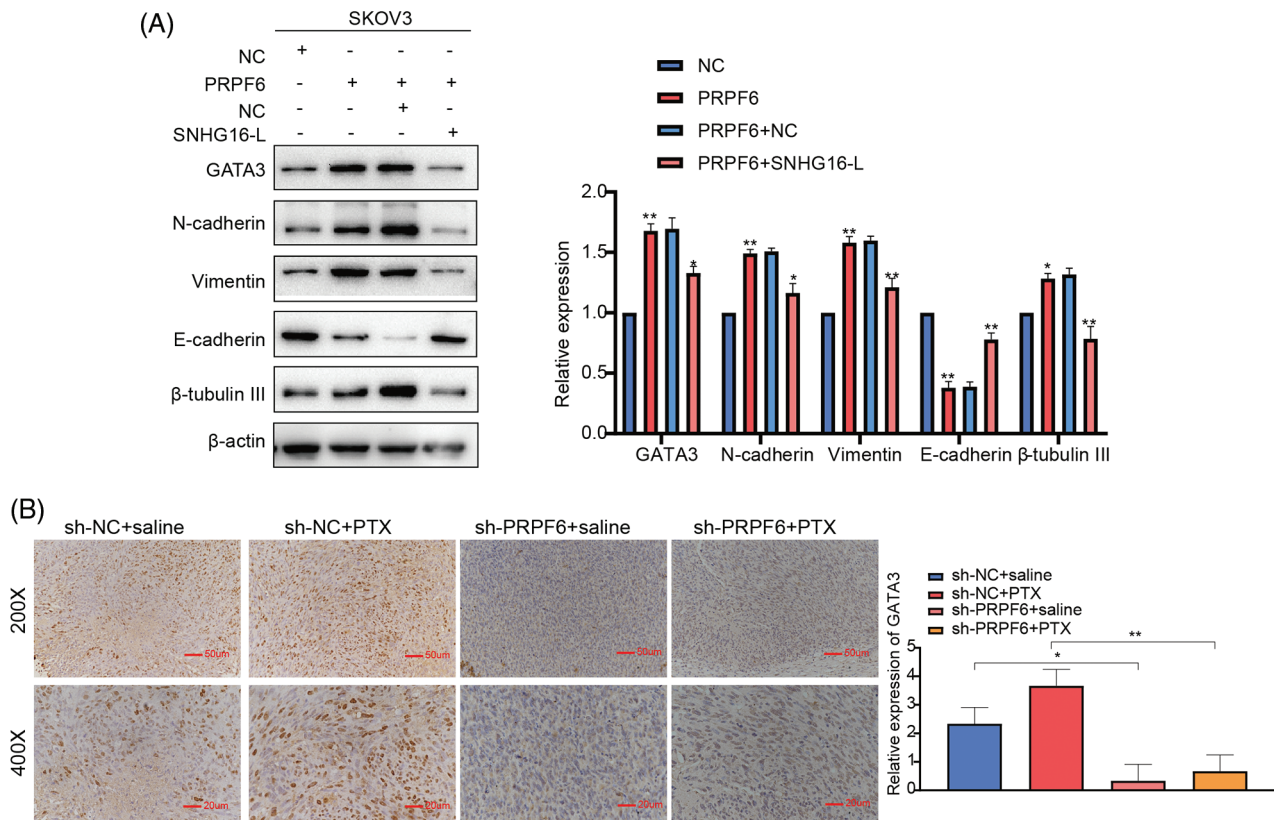 (A)
SKOV3
NC + - - -
PRPF6 - + + +
NC - - + -
SNHG16-L - - - +
GATA3
N-cadherin
Vimentin
E-cadherin
β-tubulin III
β-actin
NC
PRPF6
PRPF6+NC
PRPF6+SNHG16-L
Relative expression
2.0
1.5
1.0
0.5
0.0
** * ** * ** ** ** ** * **
GATA3 N-cadherin Vimentin E-cadherin β-tubulin III
(B)
sh-NC+saline sh-NC+PTX sh-PRPF6+saline sh-PRPF6+PTX
200X
50um 50um 50um 50um
400X
20um 20um 20um 20um
sh-NC+saline
sh-NC+PTX
sh-PRPF6+saline
sh-PRPF6+PTX
Relative expression of GATA3
5
4
3
2
1
0
* **